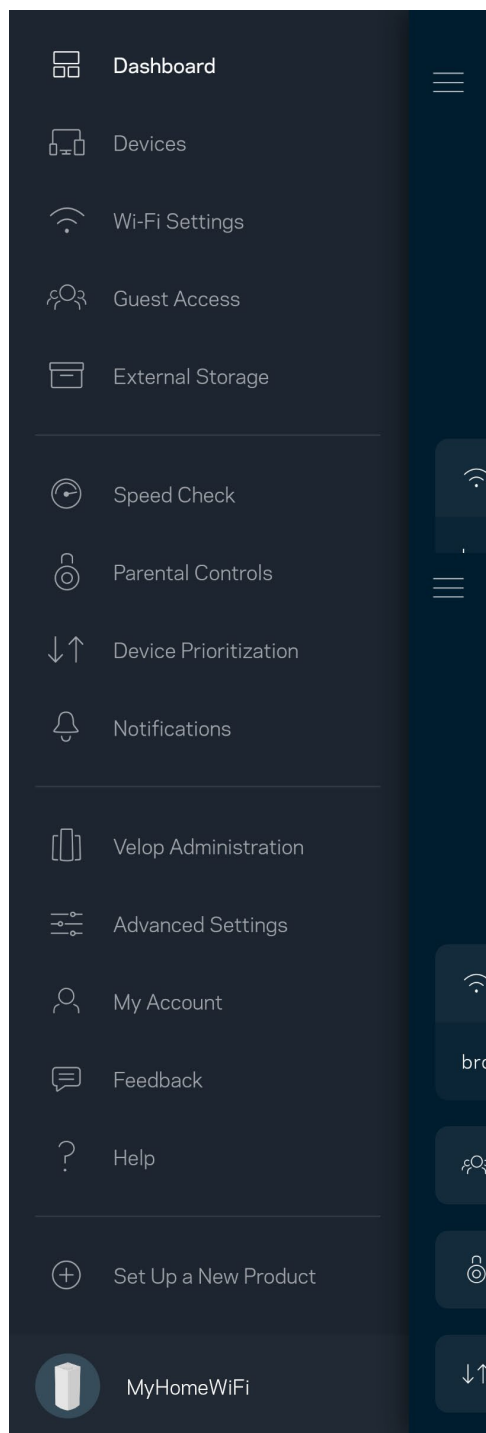 Dashboard
Devices
Wi-Fi Settings
Guest Access
External Storage
Speed Check
Parental Controls
Device Prioritization
Notifications
Velop Administration
Advanced Settings
My Account
Feedback
Help
Set Up a New Product
MyHomeWiFi